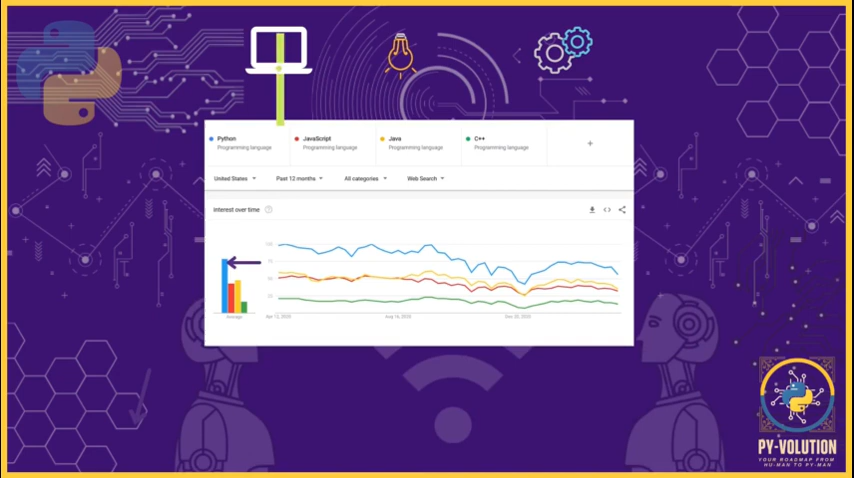 Python
Programming language
JavaScript
Programming language
Java
Programming language
C++
Programming language
+
United States
Past 12 months
All categories
Web Search
Interest over time
Average
Apr 12, 2020
Aug 16, 2020
Dec 20, 2020
PY-VOLUTION
YOUR ROADMAP FROM
HU-MAN TO PY-MAN